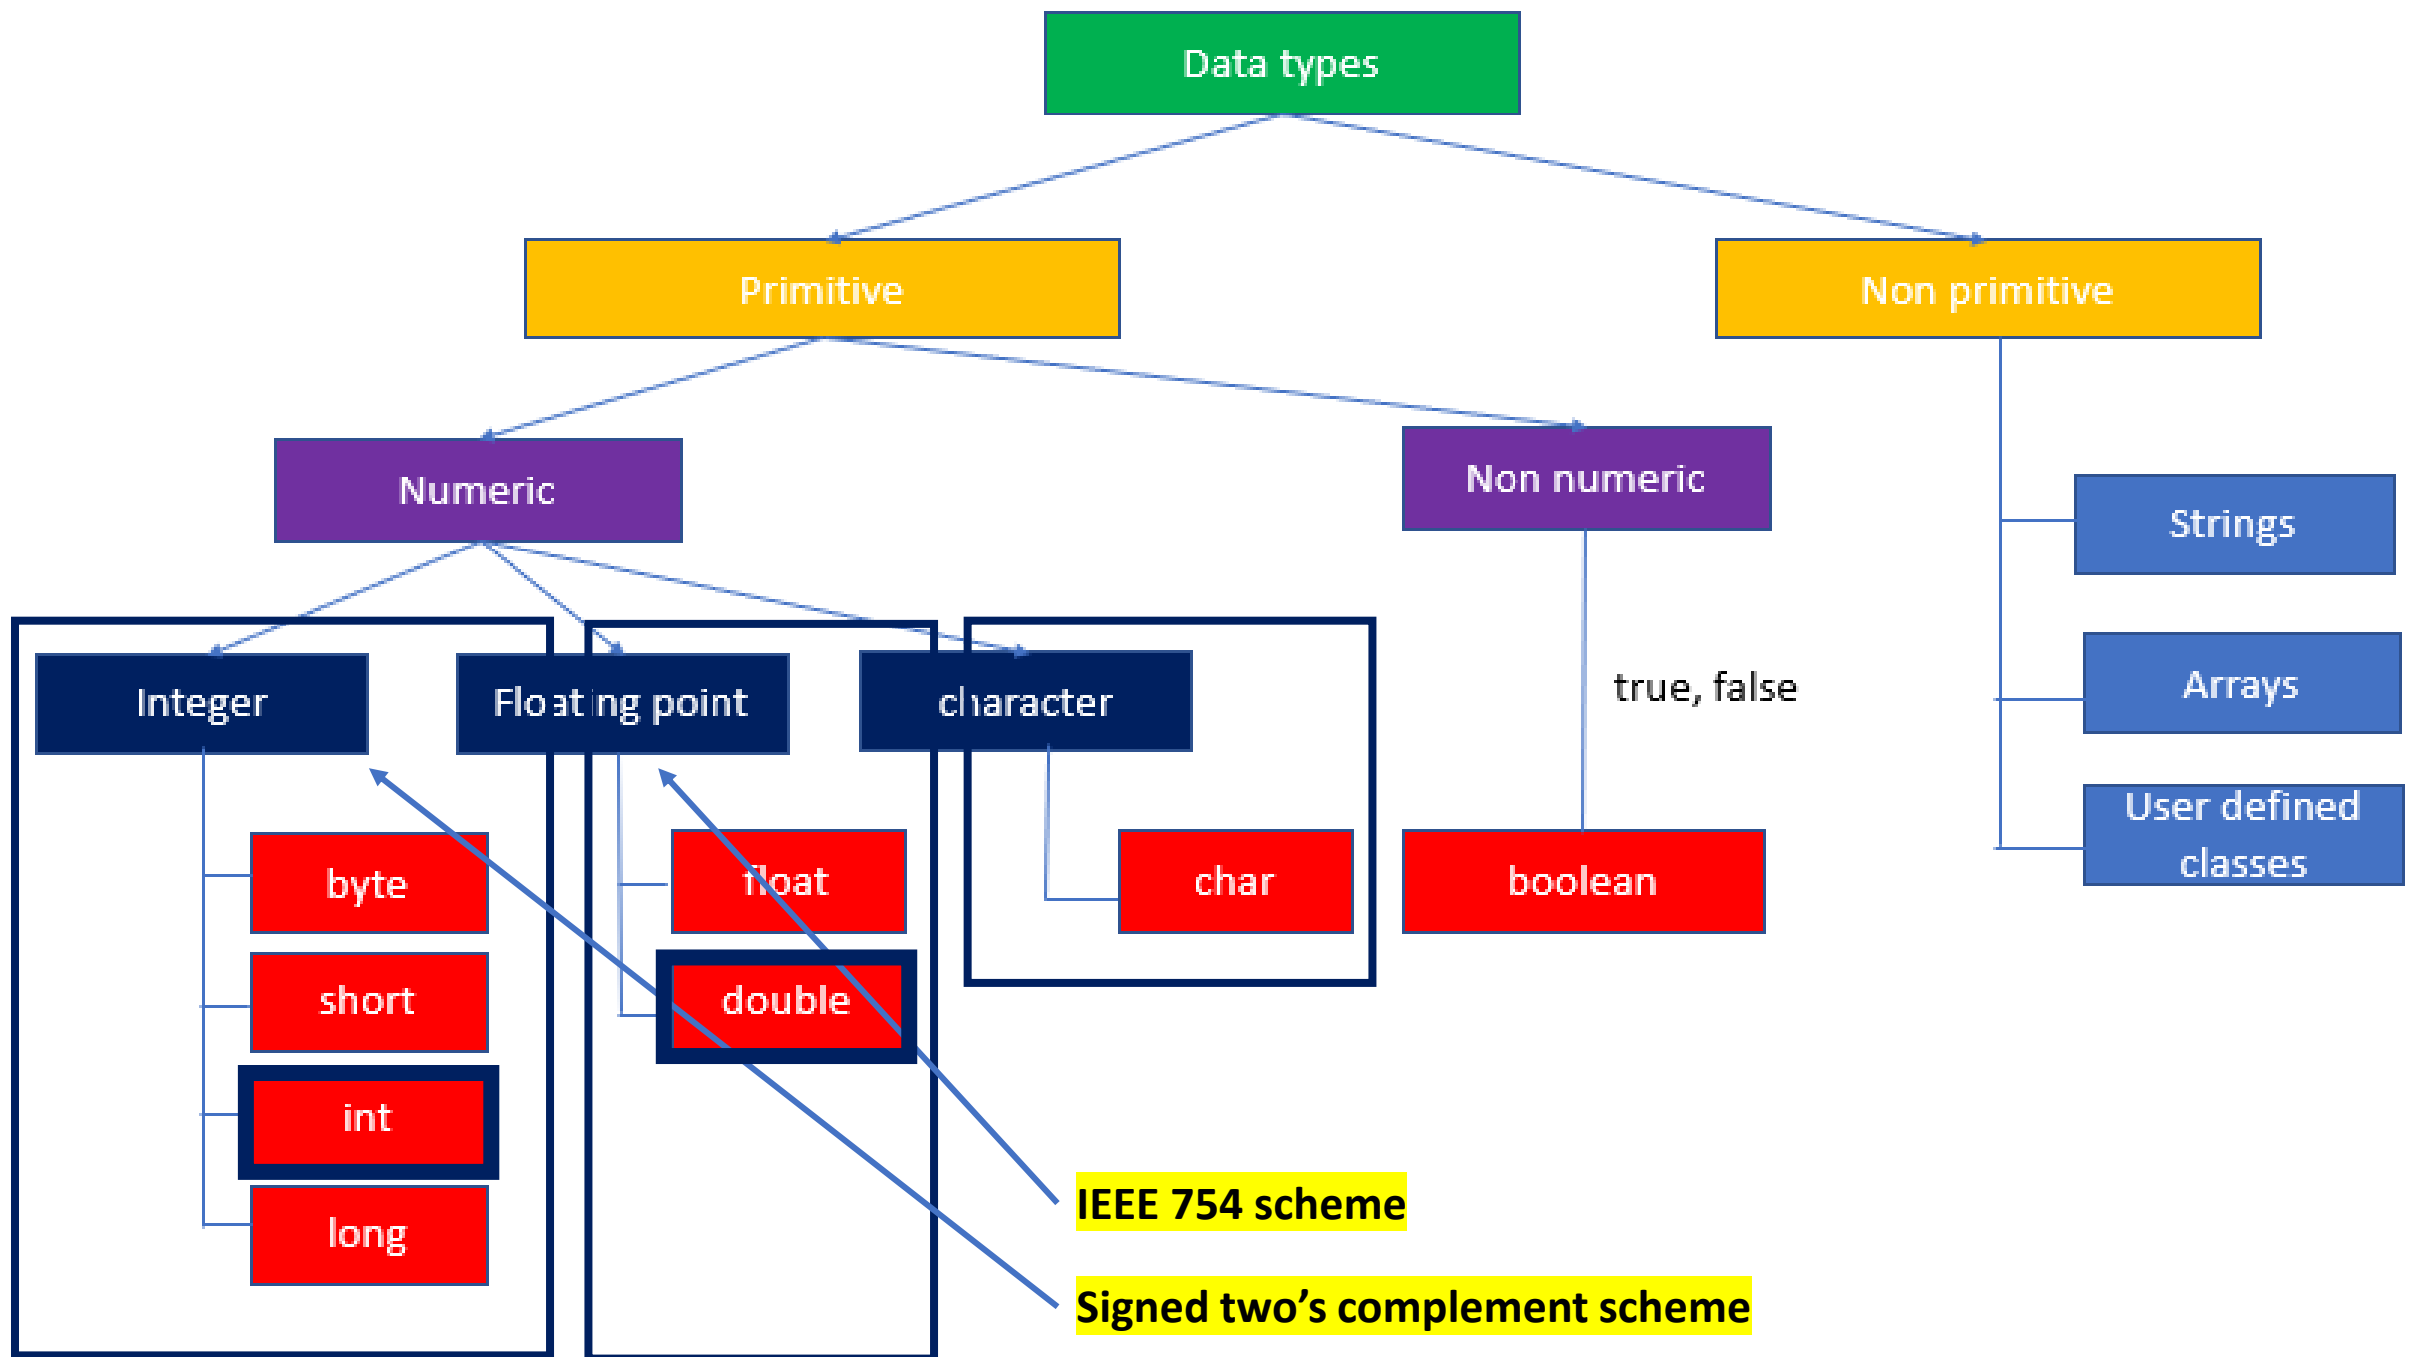 Data types
Primitive
Non primitive
Numeric
Non numeric
Strings
Integer
Floating point
character
true, false
Arrays
User defined
classes
byte
float
char
boolean
short
double
int
long
IEEE 754 scheme
Signed two’s complement scheme